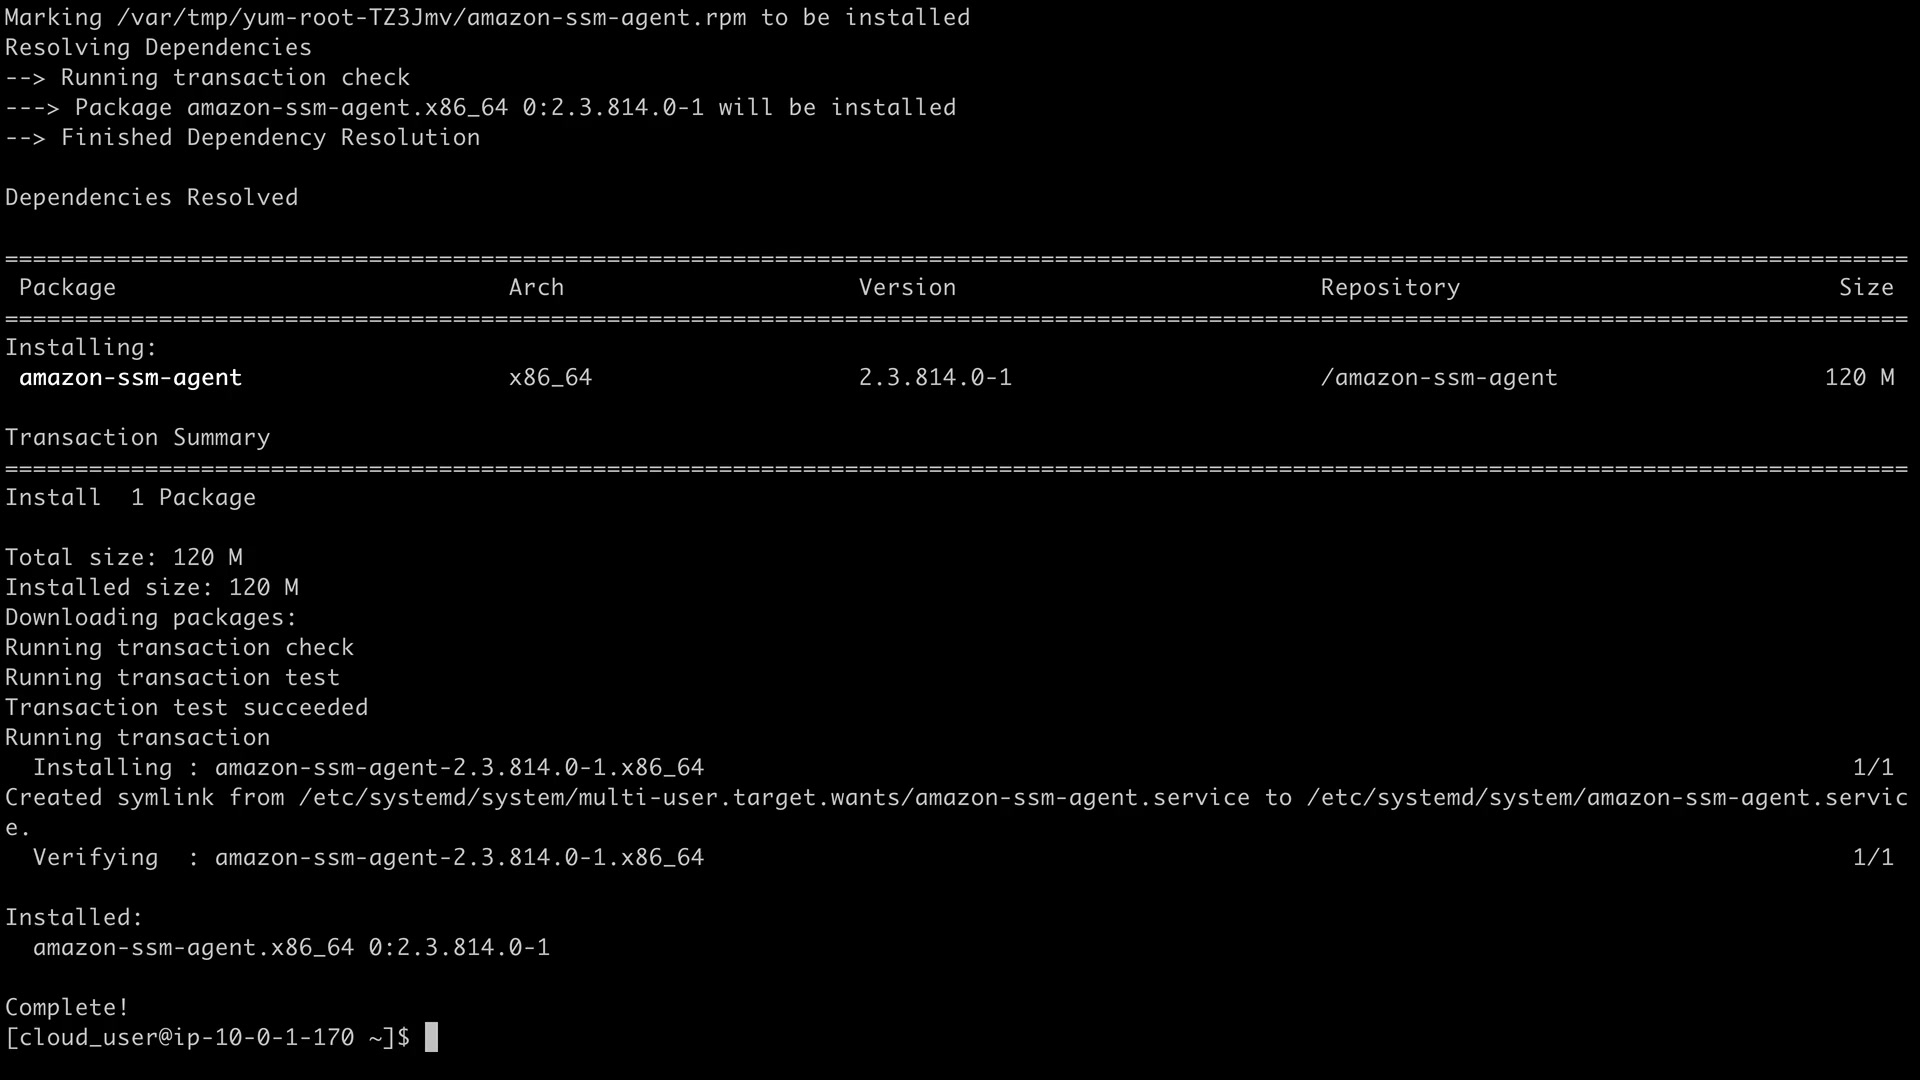 Marking /var/tmp/yum-root-TZ3Jmv/amazon-ssm-agent.rpm to be installed
Resolving Dependencies
--> Running transaction check
---> Package amazon-ssm-agent.x86_64 0:2.3.814.0-1 will be installed
--> Finished Dependency Resolution

Dependencies Resolved

========================================================================================================================================
 Package                            Arch                     Version                          Repository                           Size
========================================================================================================================================
Installing:
 amazon-ssm-agent                   x86_64                   2.3.814.0-1                      /amazon-ssm-agent                   120 M

Transaction Summary
========================================================================================================================================
Install  1 Package

Total size: 120 M
Installed size: 120 M
Downloading packages:
Running transaction check
Running transaction test
Transaction test succeeded
Running transaction
  Installing : amazon-ssm-agent-2.3.814.0-1.x86_64                                                                                  1/1
Created symlink from /etc/systemd/system/multi-user.target.wants/amazon-ssm-agent.service to /etc/systemd/system/amazon-ssm-agent.servic
e.
  Verifying  : amazon-ssm-agent-2.3.814.0-1.x86_64                                                                                  1/1

Installed:
  amazon-ssm-agent.x86_64 0:2.3.814.0-1

Complete!
[cloud_user@ip-10-0-1-170 ~]$